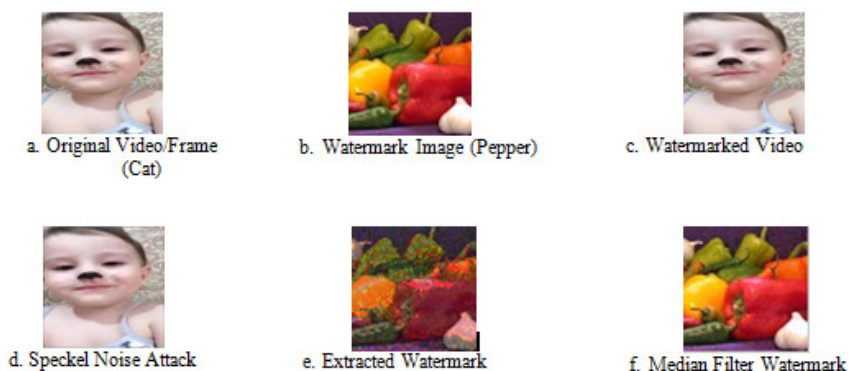 a. Original Video/Frame
(Cat)
b. Watermark Image (Pepper)
c. Watermarked Video
d. Speckel Noise Attack
e. Extracted Watermark
f. Median Filter Watermark